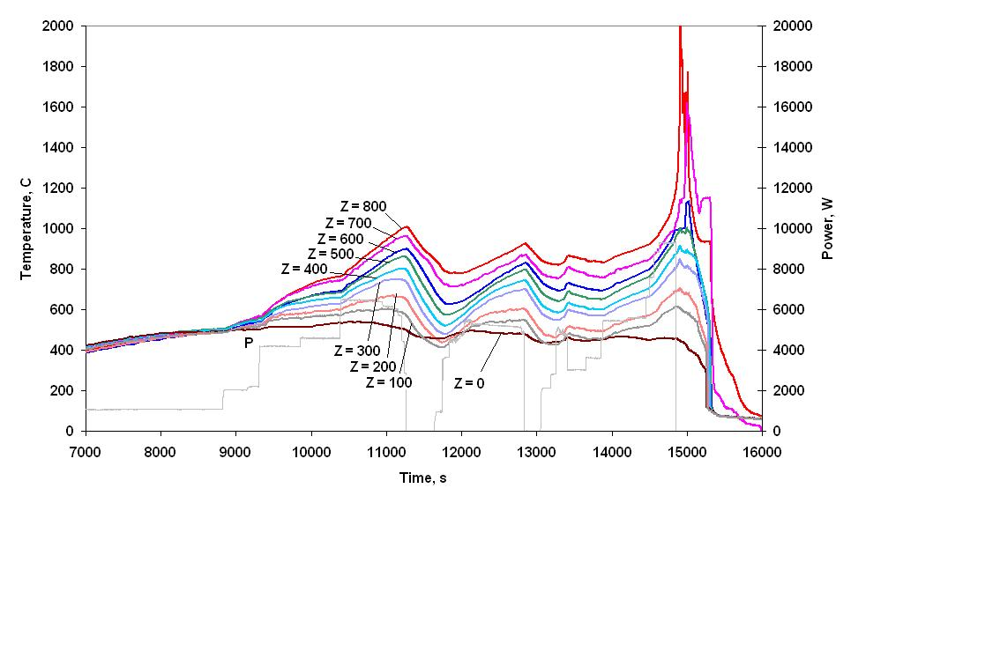 2000 20000
1800 18000
1600 16000
1400 14000
1200 12000
1000 10000
800 8000
600 6000
400 4000
200 2000
0 0
Temperature, C
Power, W
Z = 800
Z = 700
Z = 600
Z = 500
Z = 400
P
Z = 300
Z = 200
Z = 100
Z = 0
7000 8000 9000 10000 11000 12000 13000 14000 15000 16000
Time, s